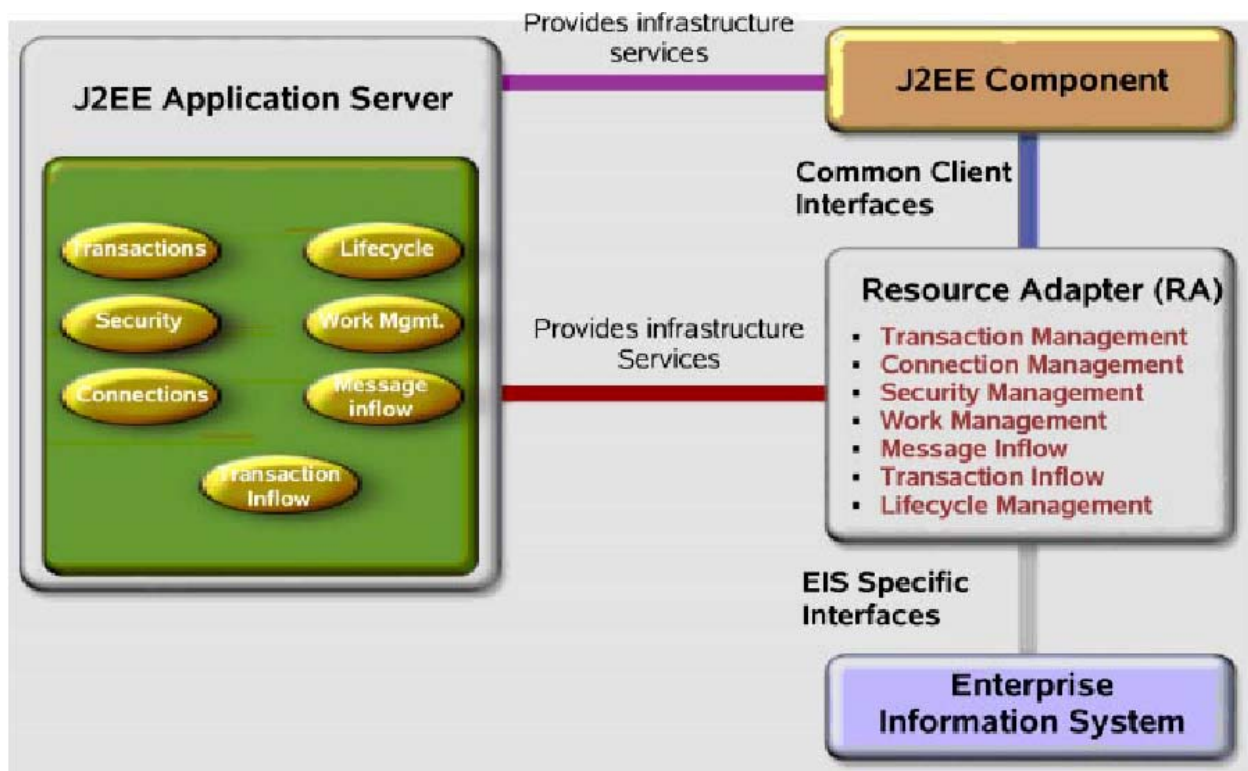 Provides infrastructure
services
J2EE Application Server
J2EE Component
Transactions
Lifecycle
Security
Work Mgmt.
Connections
Message
inflow
Transaction
Inflow
Common Client
Interfaces
Provides infrastructure
Services
Resource Adapter (RA)
▪ Transaction Management
▪ Connection Management
▪ Security Management
▪ Work Management
▪ Message Inflow
▪ Transaction Inflow
▪ Lifecycle Management
EIS Specific
Interfaces
Enterprise
Information System